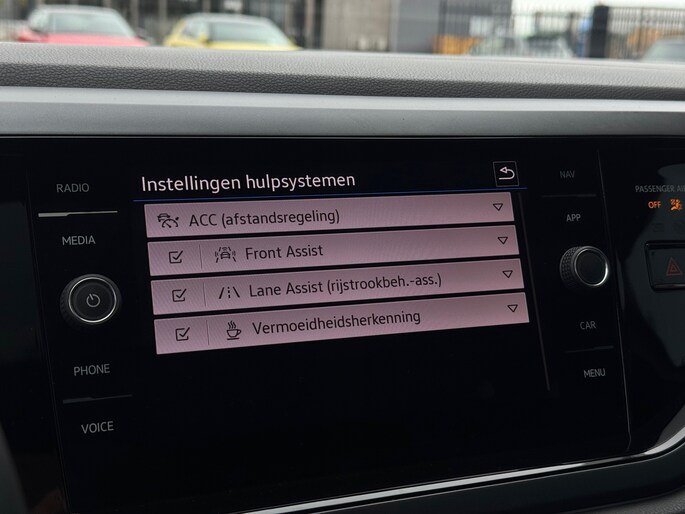 RADIO
MEDIA
PHONE
VOICE
Instellingen hulpsystemen
ACC (afstandsregeling)
Front Assist
Lane Assist (rijstrookbeh.-ass.)
Vermoeidheidsherkenning
NAV
APP
CAR
MENU
PASSENGER AI
OFF